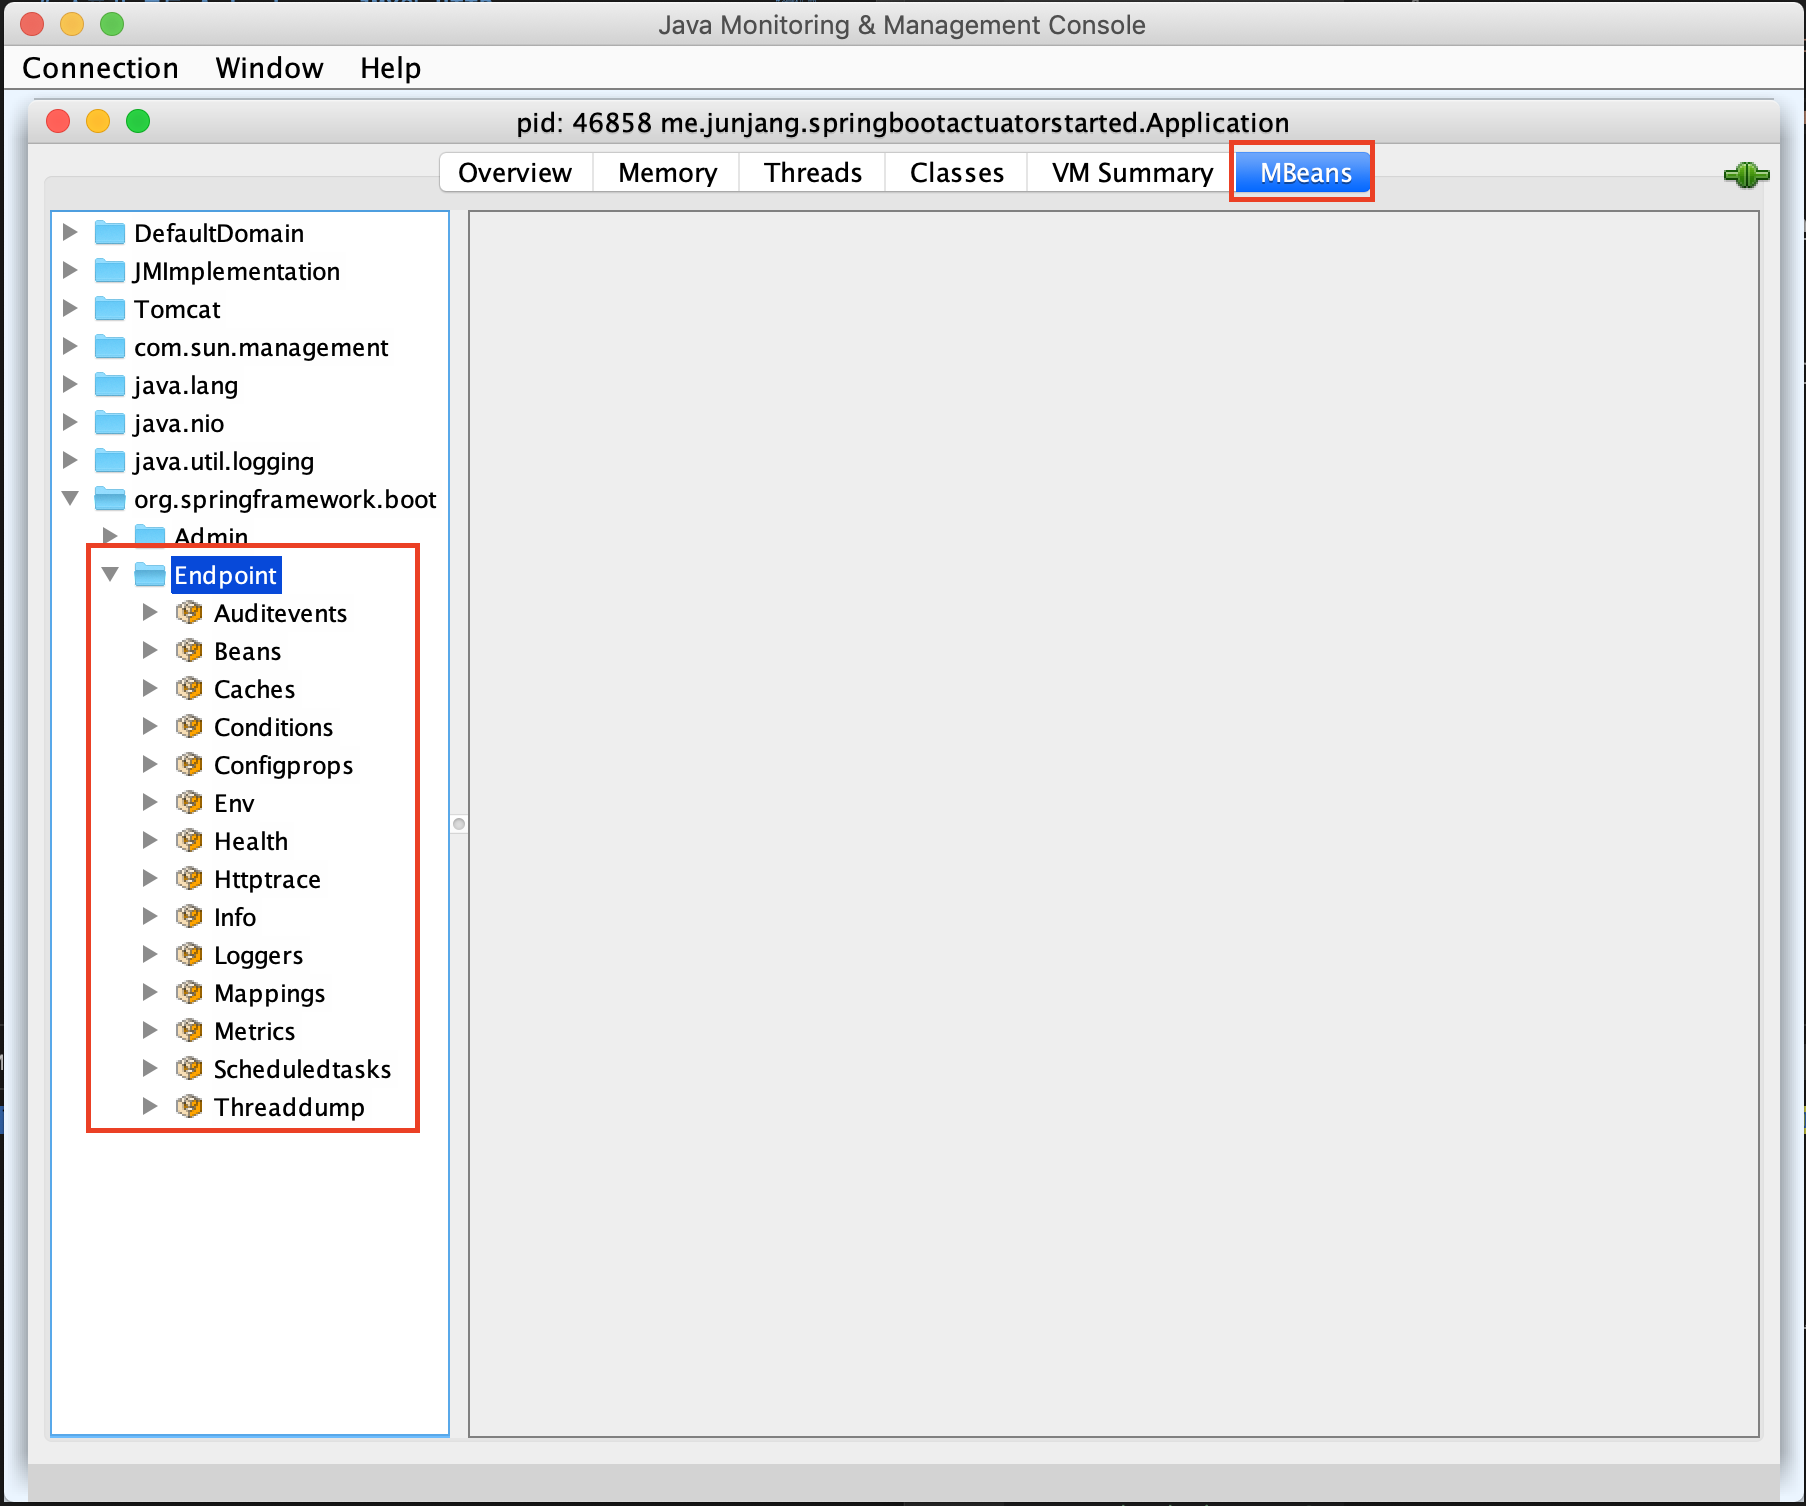 Java Monitoring & Management Console
Connection Window Help
pid: 46858 me.junjang.springbootactuatorstarted.Application
Overview Memory Threads Classes VM Summary MBeans
DefaultDomain
JMImplementation
Tomcat
com.sun.management
java.lang
java.nio
java.util.logging
org.springframework.boot
Admin
Endpoint
Auditevents
Beans
Caches
Conditions
Configprops
Env
Health
Httptrace
Info
Loggers
Mappings
Metrics
Scheduledtasks
Threaddump